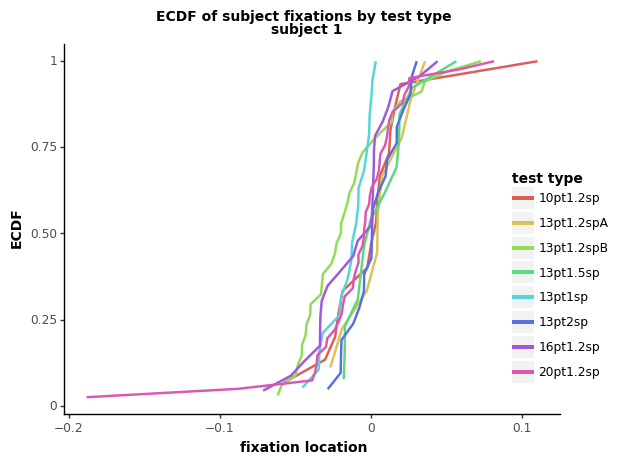 ECDF of subject fixations by test type
subject 1
1
0.75
0.50
0.25
0
ECDF
−0.2
−0.1
0
0.1
fixation location
test type
10pt1.2sp
13pt1.2spA
13pt1.2spB
13pt1.5sp
13pt1sp
13pt2sp
16pt1.2sp
20pt1.2sp